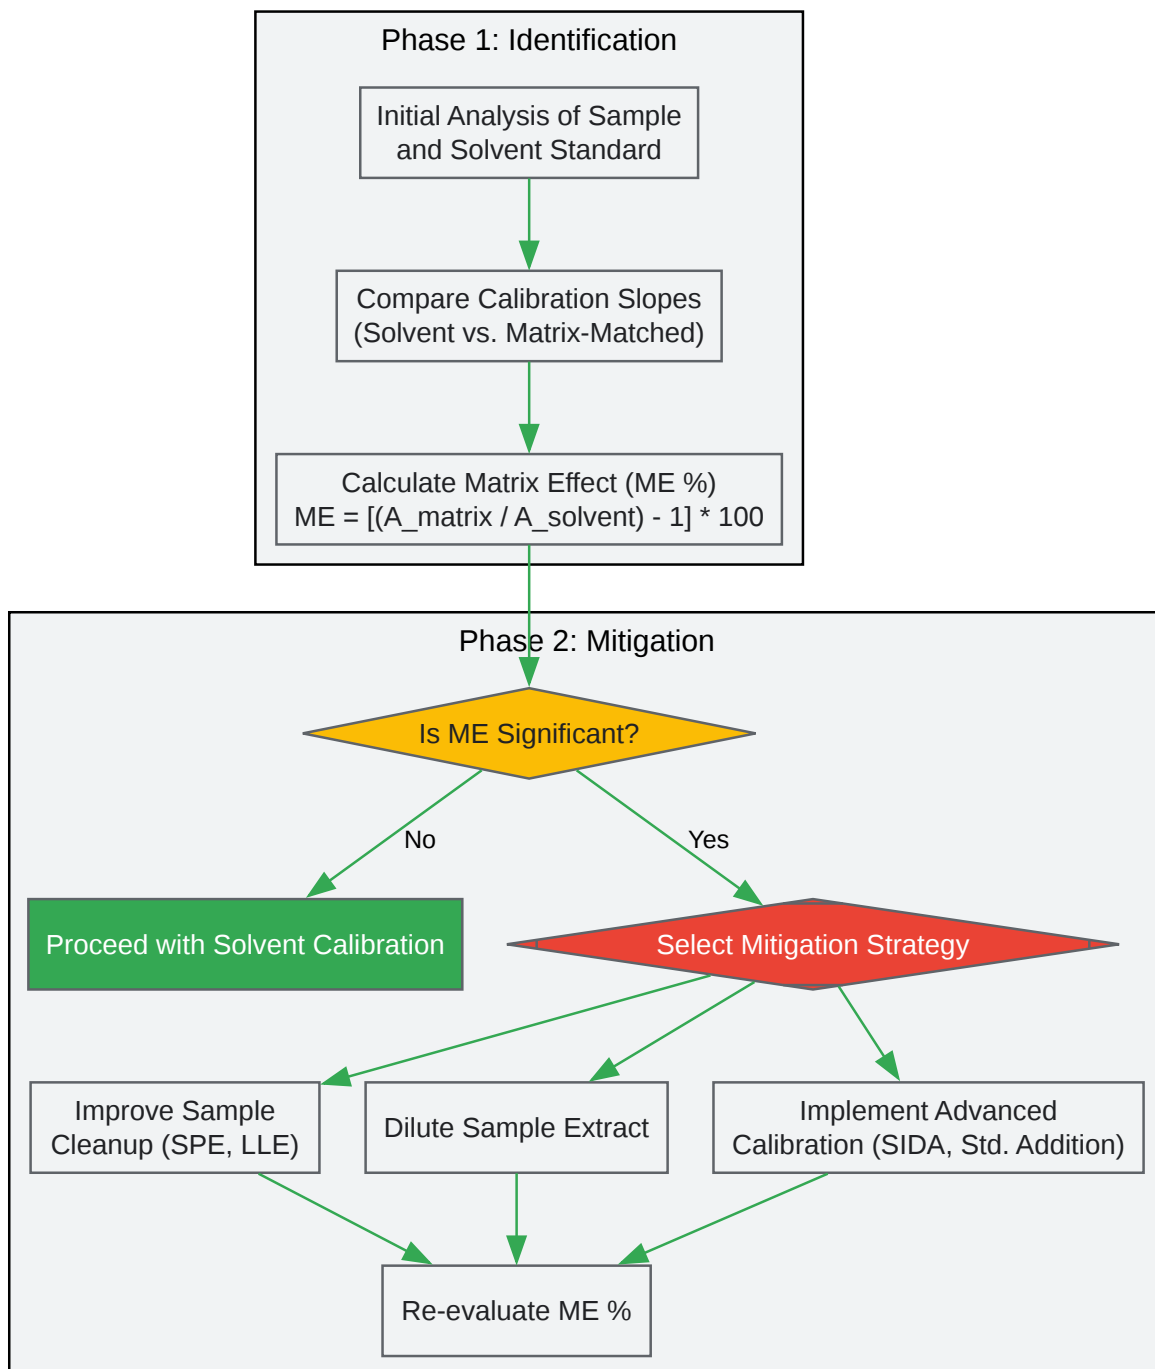 Phase 1: Identification
Initial Analysis of Sample
and Solvent Standard
Compare Calibration Slopes
(Solvent vs. Matrix-Matched)
Calculate Matrix Effect (ME %)
ME = [(A_matrix / A_solvent) - 1] * 100
Phase 2: Mitigation
Is ME Significant?
No
Yes
Proceed with Solvent Calibration
Select Mitigation Strategy
Improve Sample
Cleanup (SPE, LLE)
Dilute Sample Extract
Implement Advanced
Calibration (SIDA, Std. Addition)
Re-evaluate ME %